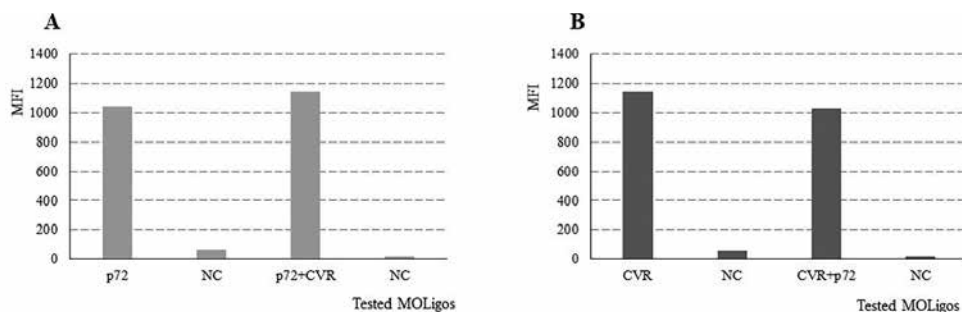 A
1400
1200
1000
800
600
400
200
0
MFI
p72 NC p72+CVR NC
Tested MOLigos
B
1400
1200
1000
800
600
400
200
0
MFI
CVR NC CVR+p72 NC
Tested MOLigos